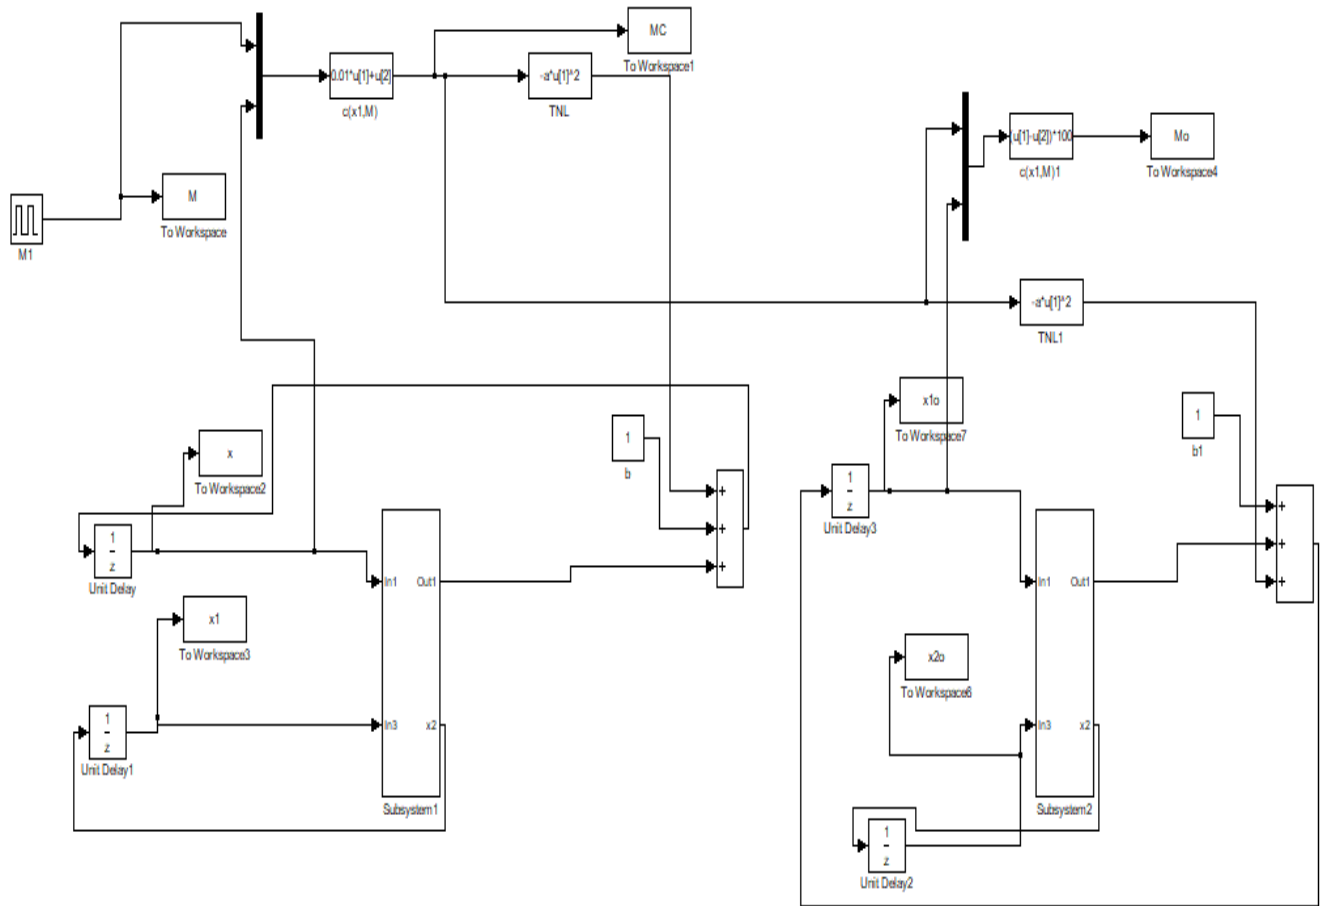 MC
To Workspace1
0.01*u[1]+u[2]
c(x1,M)
-a*u[1]^2
TNL
(u[1]-u[2])*100
c(x1,M)1
Mo
To Workspace4
M
To Workspace
M1
-a*u[1]^2
TNL1
x1o
To Workspace7
1
b1
1
b
x
To Workspace2
1
z
Unit Delay3
+
+
+
+
+
+
1
z
Unit Delay
In1
Out1
In1
Out1
x1
To Workspace3
x2o
To Workspace6
1
z
Unit Delay1
In3
x2
In3
x2
Subsystem1
Subsystem2
1
z
Unit Delay2